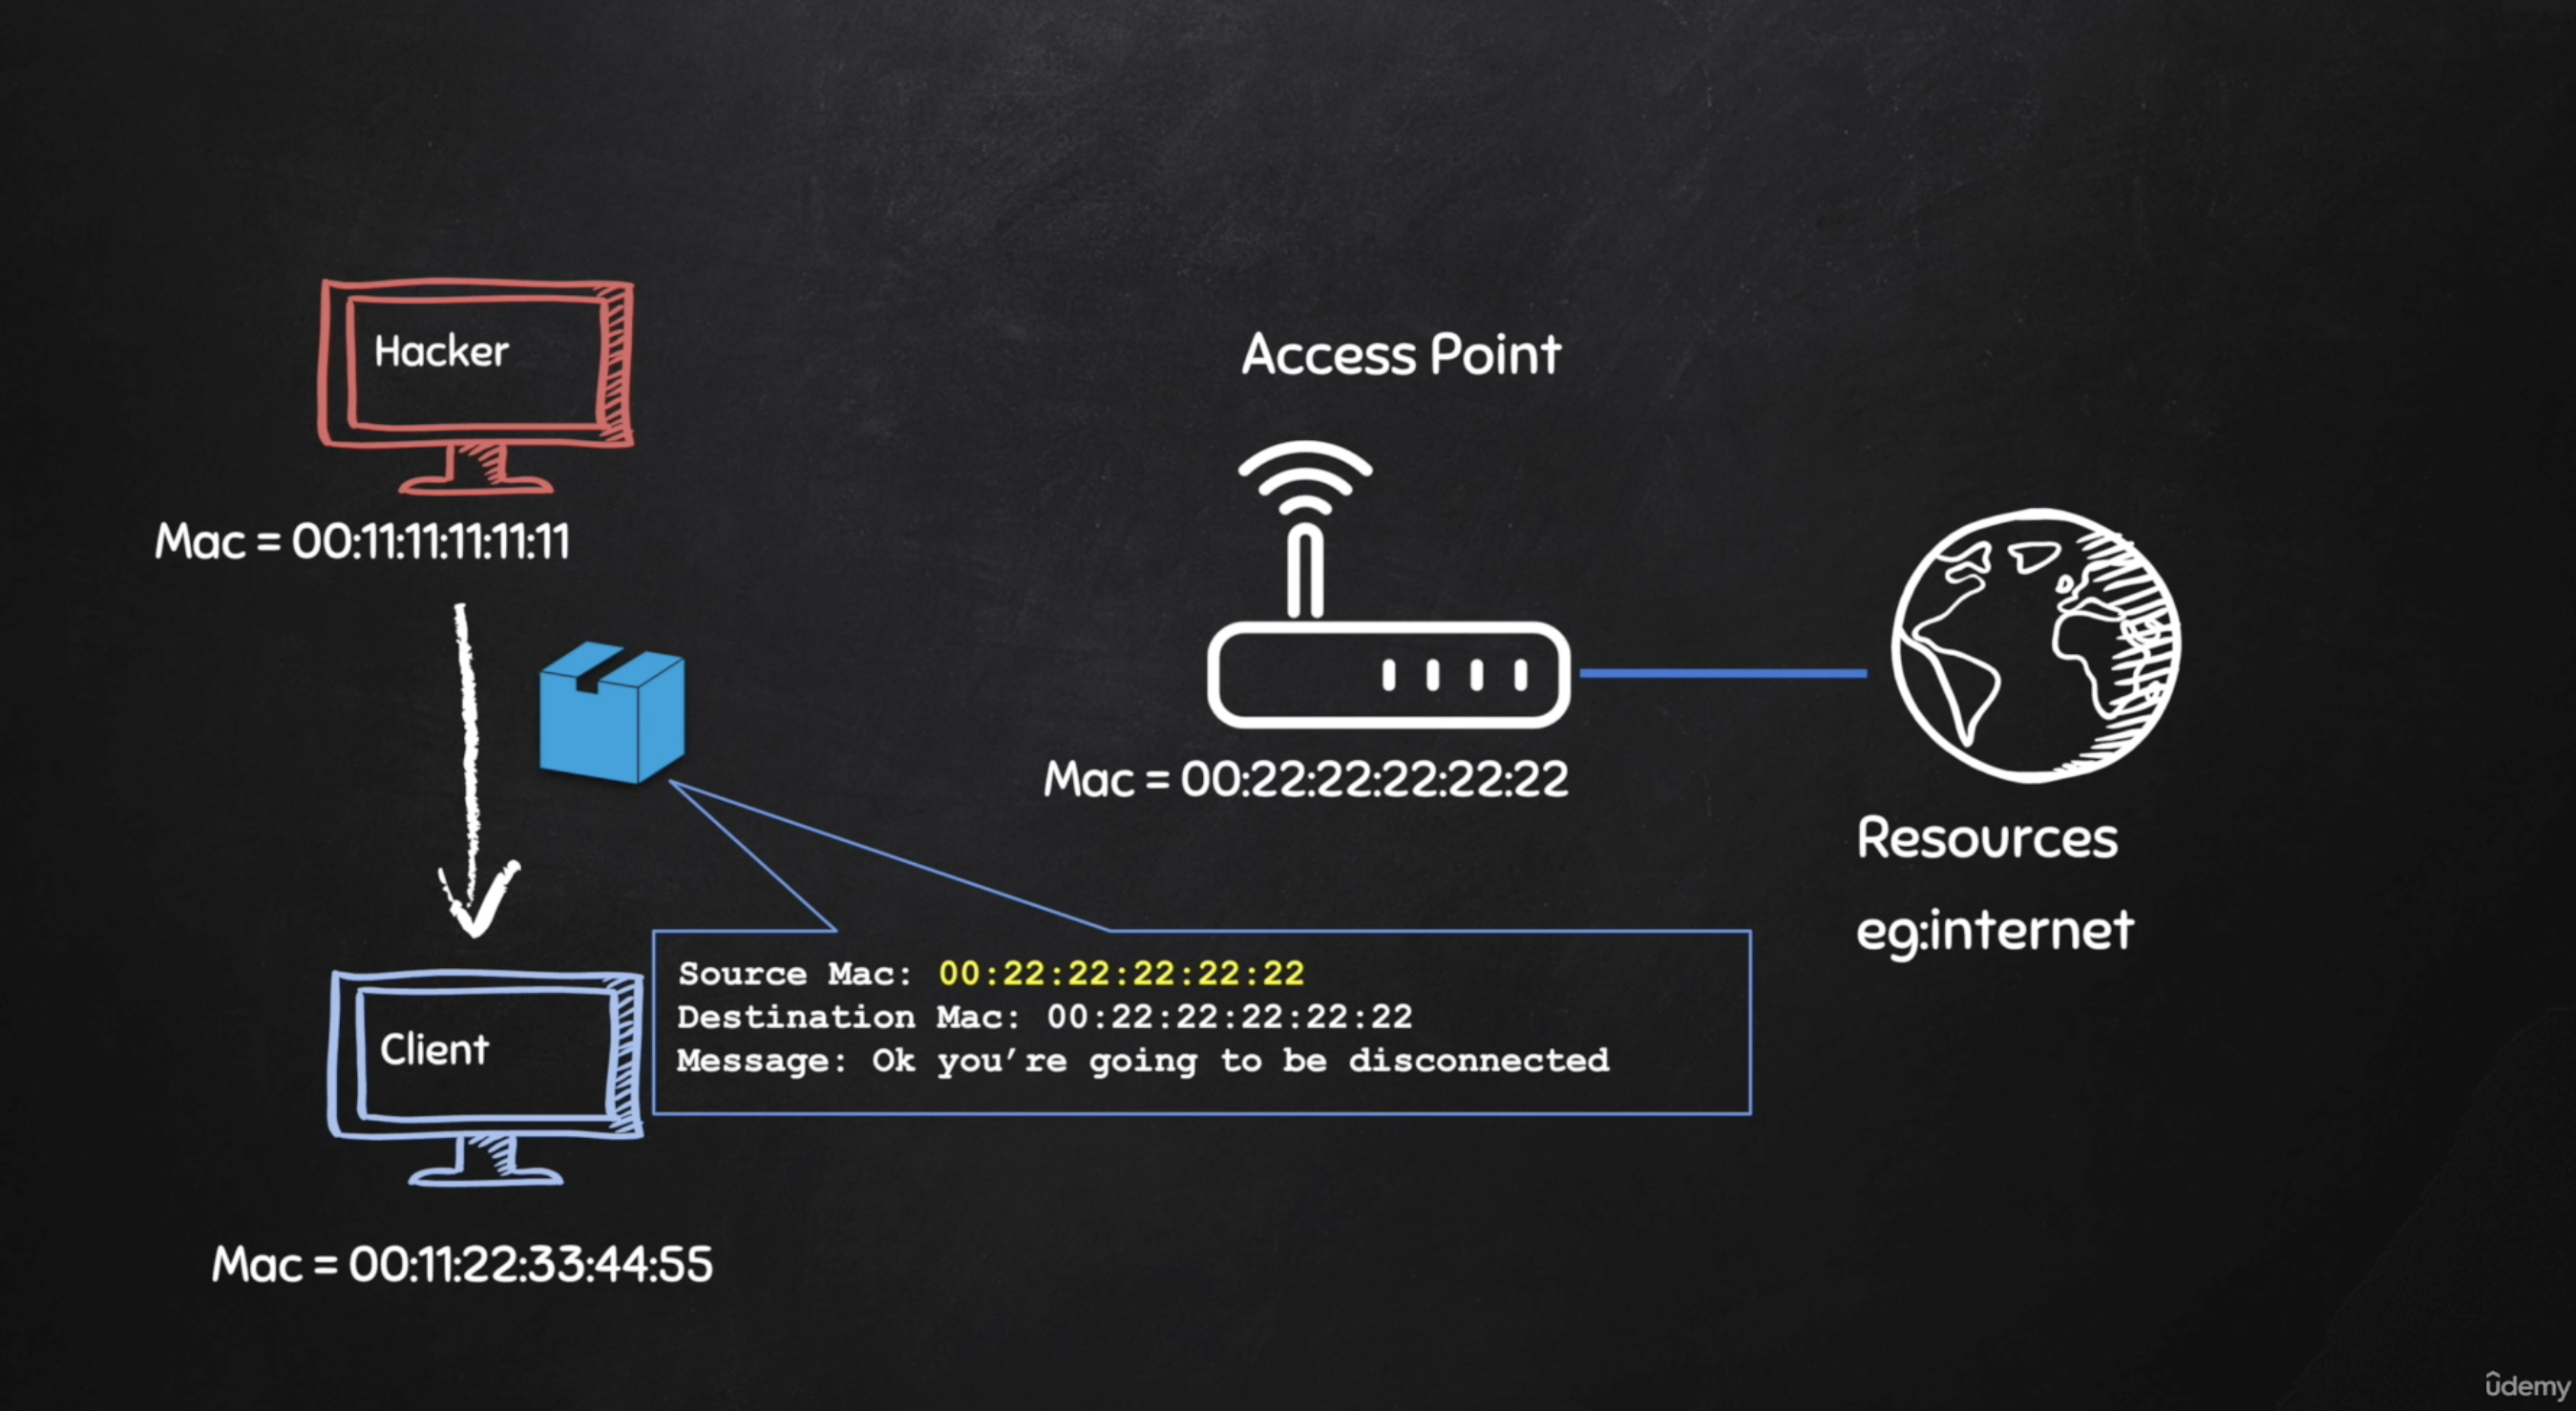 Hacker
Mac = 00:11:11:11:11:11
Access Point
Mac = 00:22:22:22:22:22
Resources
eg:internet
Source Mac: 00:22:22:22:22:22
Destination Mac: 00:22:22:22:22:22
Message: Ok you’re going to be disconnected
Client
Mac = 00:11:22:33:44:55
ûdemy